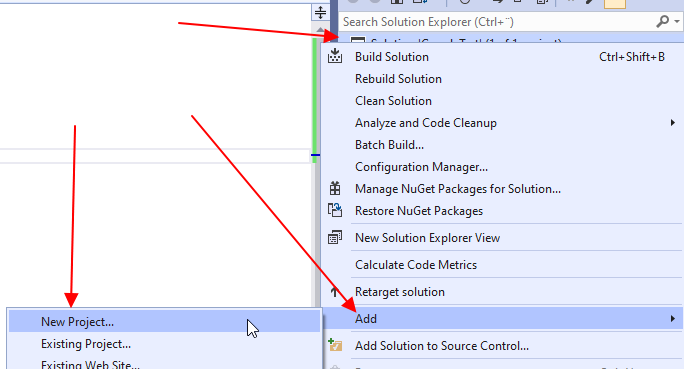 Search Solution Explorer (Ctrl+¨)
Build Solution Ctrl+Shift+B
Rebuild Solution
Clean Solution
Analyze and Code Cleanup
Batch Build...
Configuration Manager...
Manage NuGet Packages for Solution...
Restore NuGet Packages
New Solution Explorer View
Calculate Code Metrics
Retarget solution
Add
New Project...
Existing Project...
Add Solution to Source Control...
Existing Web Site...